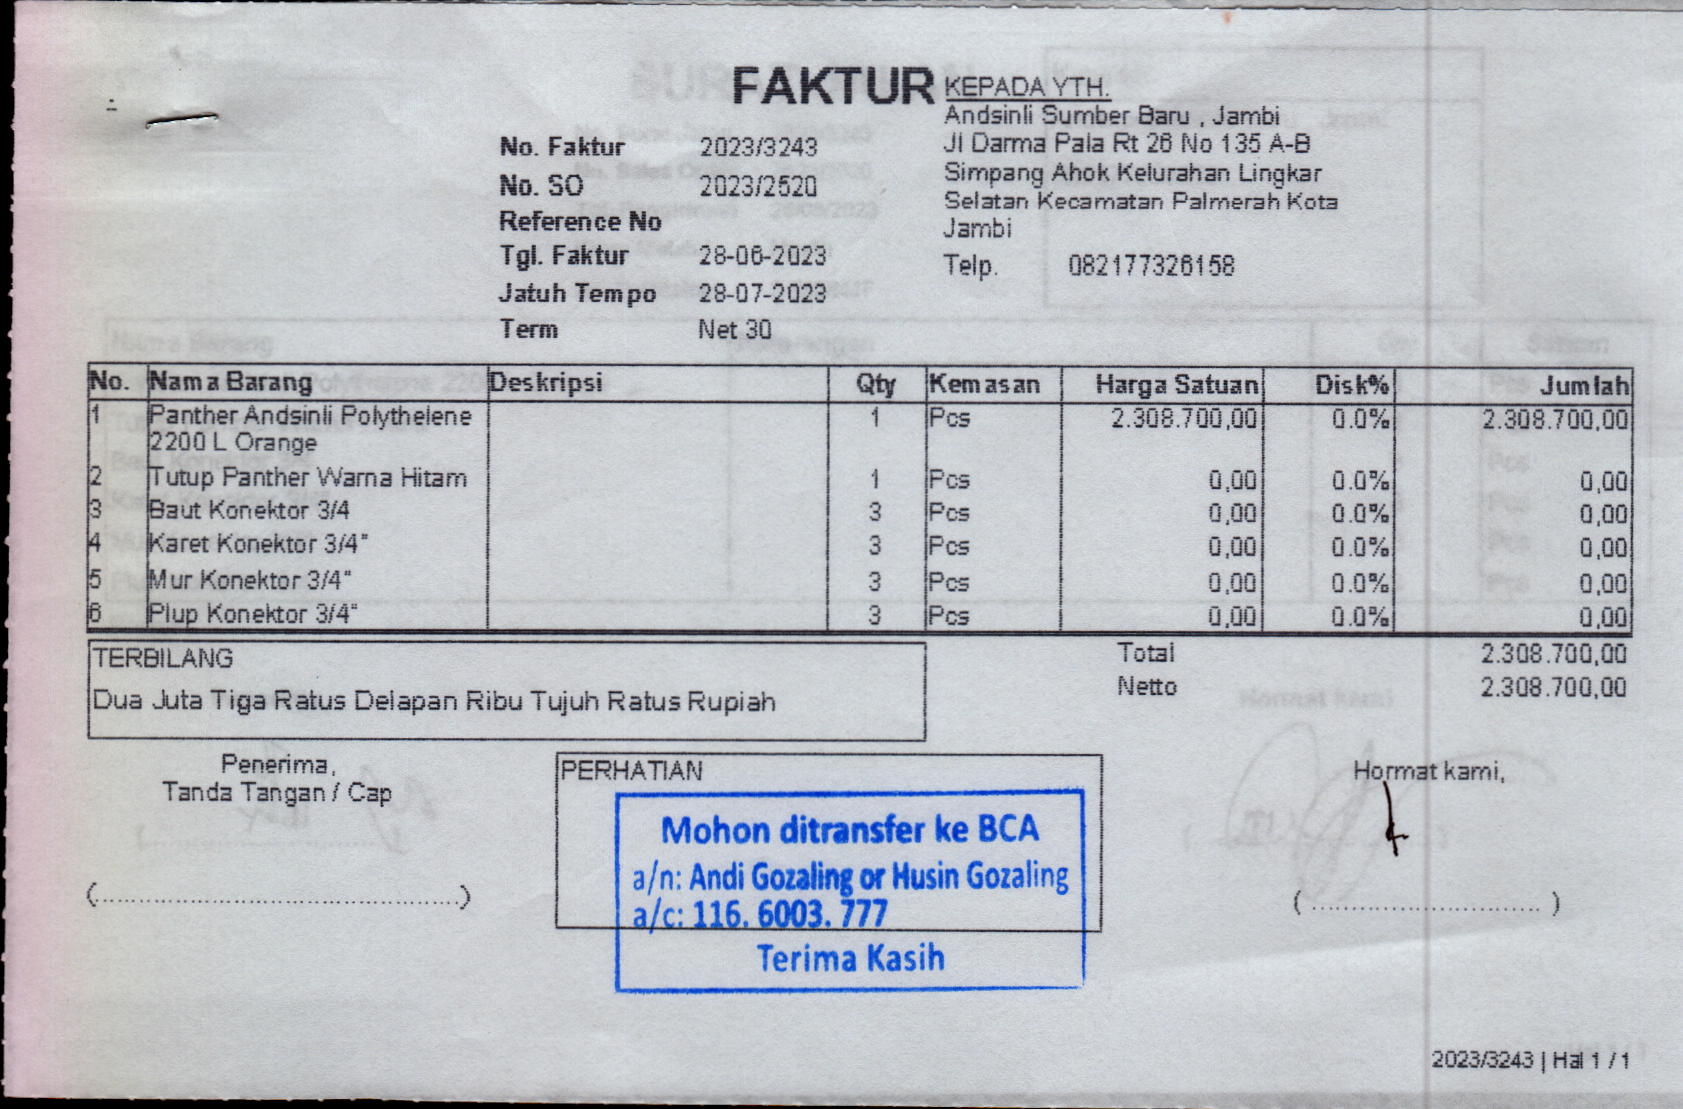 FAKTUR
No. Faktur 2023/3243
No. SO 2023/2520
Reference No
Tgl. Faktur 28-06-2023
Jatuh Tempo 28-07-2023
Term Net 30
KEPADA YTH.
Andsinli Sumber Baru , Jambi
Jl Darma Pala Rt 26 No 135 A-B
Simpang Ahok Kelurahan Lingkar
Selatan Kecamatan Palmerah Kota
Jambi
Telp. 082177326158
No. Nama Barang Deskripsi Qty Kemasan Harga Satuan Disk% Jumlah
1 Panther Andsinli Polythelene 1 Pcs 2.308.700,00 0.0% 2.308.700,00
2200 L Orange
2 Tutup Panther Warna Hitam 1 Pcs 0,00 0.0% 0,00
3 Baut Konektor 3/4 3 Pcs 0,00 0.0% 0,00
4 Karet Konektor 3/4" 3 Pcs 0,00 0.0% 0,00
5 Mur Konektor 3/4" 3 Pcs 0,00 0.0% 0,00
6 Plup Konektor 3/4" 3 Pcs 0,00 0.0% 0,00
TERBILANG
Dua Juta Tiga Ratus Delapan Ribu Tujuh Ratus Rupiah
Total 2.308.700,00
Netto 2.308.700,00
Penerima,
Tanda Tangan / Cap
(..............................................)
PERHATIAN
Mohon ditransfer ke BCA
a/n: Andi Gozaling or Husin Gozaling
a/c: 116. 6003. 777
Terima Kasih
Hormat kami,
( ............................. )
2023/3243 | Hal 1 / 1